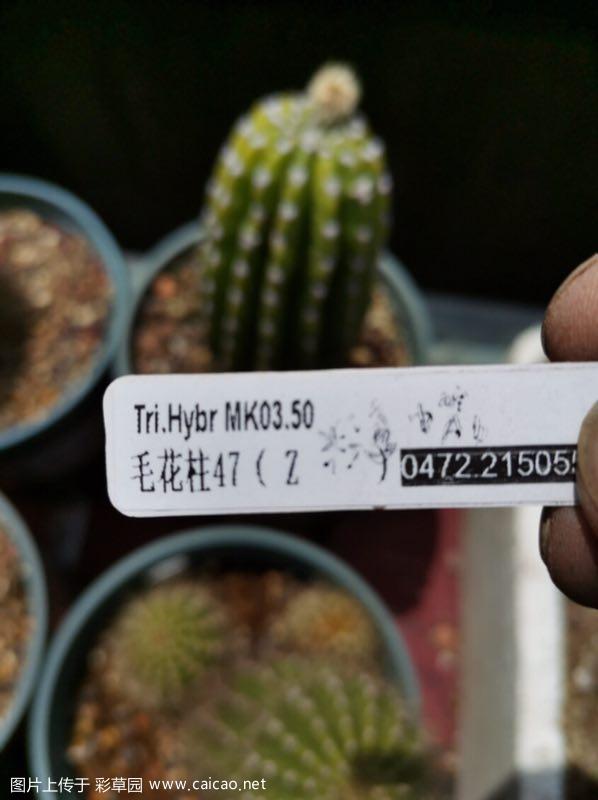 Tri.Hybr MK03.50
毛花柱47 ( Z
0472.215055
图片上传于 彩草园 www.caicao.net